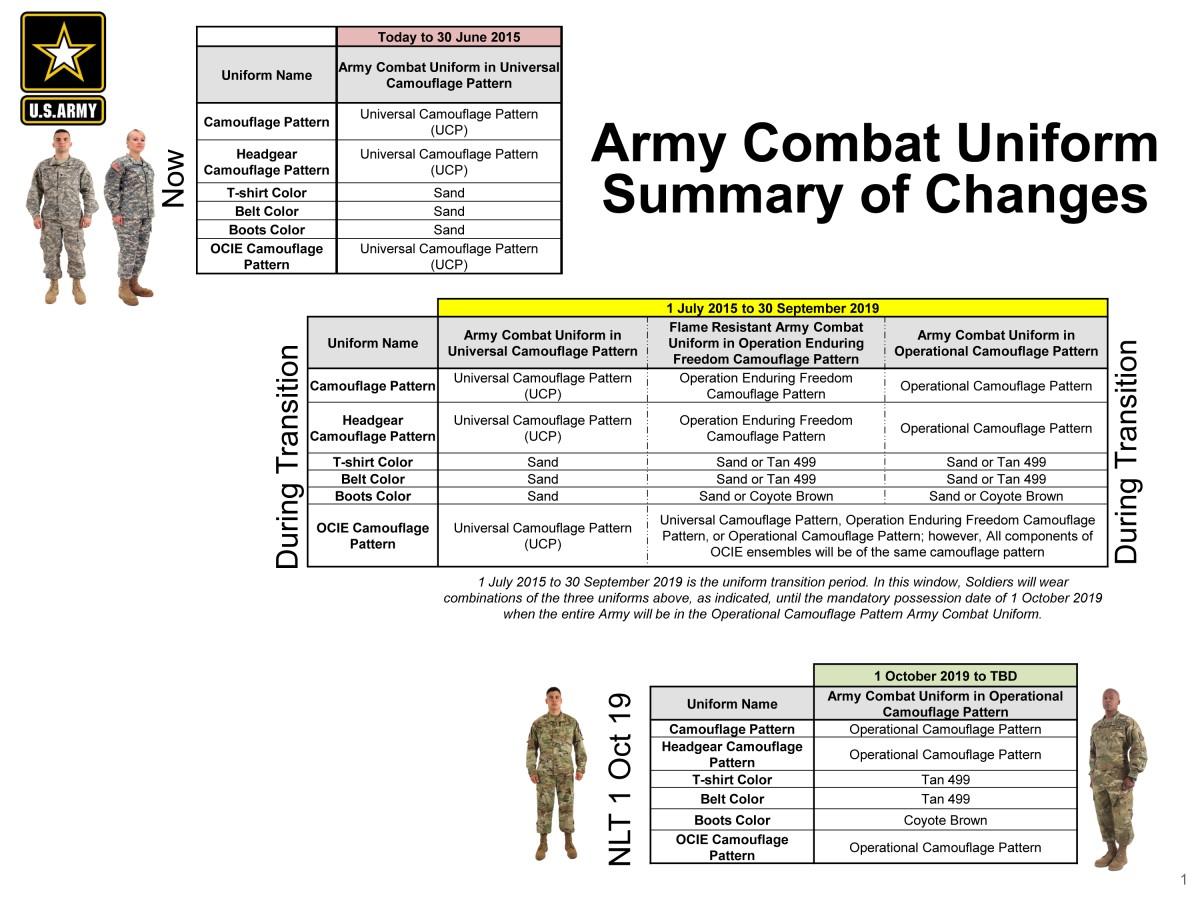 U.S.ARMY
Now
Today to 30 June 2015
Uniform Name
Army Combat Uniform in Universal
Camouflage Pattern
Camouflage Pattern
Universal Camouflage Pattern
(UCP)
Headgear
Camouflage Pattern
Universal Camouflage Pattern
(UCP)
T-shirt Color
Sand
Belt Color
Sand
Boots Color
Sand
OCIE Camouflage
Pattern
Universal Camouflage Pattern
(UCP)
Army Combat Uniform
Summary of Changes
During Transition
1 July 2015 to 30 September 2019
Uniform Name
Army Combat Uniform in
Universal Camouflage Pattern
Flame Resistant Army Combat
Uniform in Operation Enduring
Freedom Camouflage Pattern
Army Combat Uniform in
Operational Camouflage Pattern
Camouflage Pattern
Universal Camouflage Pattern
(UCP)
Operation Enduring Freedom
Camouflage Pattern
Operational Camouflage Pattern
Headgear
Camouflage Pattern
Universal Camouflage Pattern
(UCP)
Operation Enduring Freedom
Camouflage Pattern
Operational Camouflage Pattern
T-shirt Color
Sand
Sand or Tan 499
Sand or Tan 499
Belt Color
Sand
Sand or Tan 499
Sand or Tan 499
Boots Color
Sand
Sand or Coyote Brown
Sand or Coyote Brown
OCIE Camouflage
Pattern
Universal Camouflage Pattern
(UCP)
Universal Camouflage Pattern, Operation Enduring Freedom Camouflage
Pattern, or Operational Camouflage Pattern; however, All components of
OCIE ensembles will be of the same camouflage pattern
During Transition
1 July 2015 to 30 September 2019 is the uniform transition period. In this window, Soldiers will wear
combinations of the three uniforms above, as indicated, until the mandatory possession date of 1 October 2019
when the entire Army will be in the Operational Camouflage Pattern Army Combat Uniform.
NLT 1 Oct 19
1 October 2019 to TBD
Uniform Name
Army Combat Uniform in Operational
Camouflage Pattern
Camouflage Pattern
Operational Camouflage Pattern
Headgear Camouflage
Pattern
Operational Camouflage Pattern
T-shirt Color
Tan 499
Belt Color
Tan 499
Boots Color
Coyote Brown
OCIE Camouflage
Pattern
Operational Camouflage Pattern
1